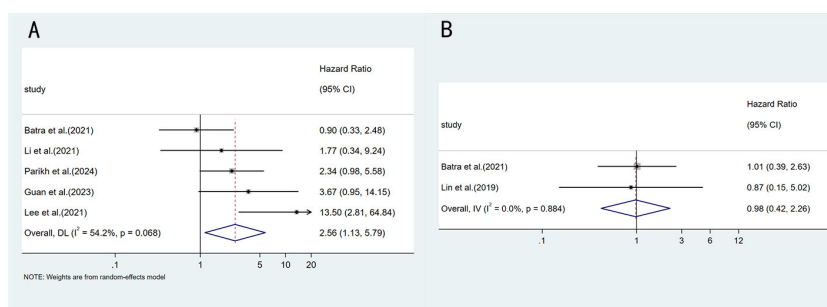 A
Hazard Ratio
study (95% CI)
Batra et al.(2021) 0.90 (0.33, 2.48)
Li et al.(2021) 1.77 (0.34, 9.24)
Parikh et al.(2024) 2.34 (0.98, 5.58)
Guan et al.(2023) 3.67 (0.95, 14.15)
Lee et al.(2021) 13.50 (2.81, 64.84)
Overall, DL (I² = 54.2%, p = 0.068) 2.56 (1.13, 5.79)
.1 1 5 10 20
NOTE: Weights are from random-effects model
B
Hazard Ratio
study (95% CI)
Batra et al.(2021) 1.01 (0.39, 2.63)
Lin et al.(2019) 0.87 (0.15, 5.02)
Overall, IV (I² = 0.0%, p = 0.884) 0.98 (0.42, 2.26)
.1 1 3 6 12